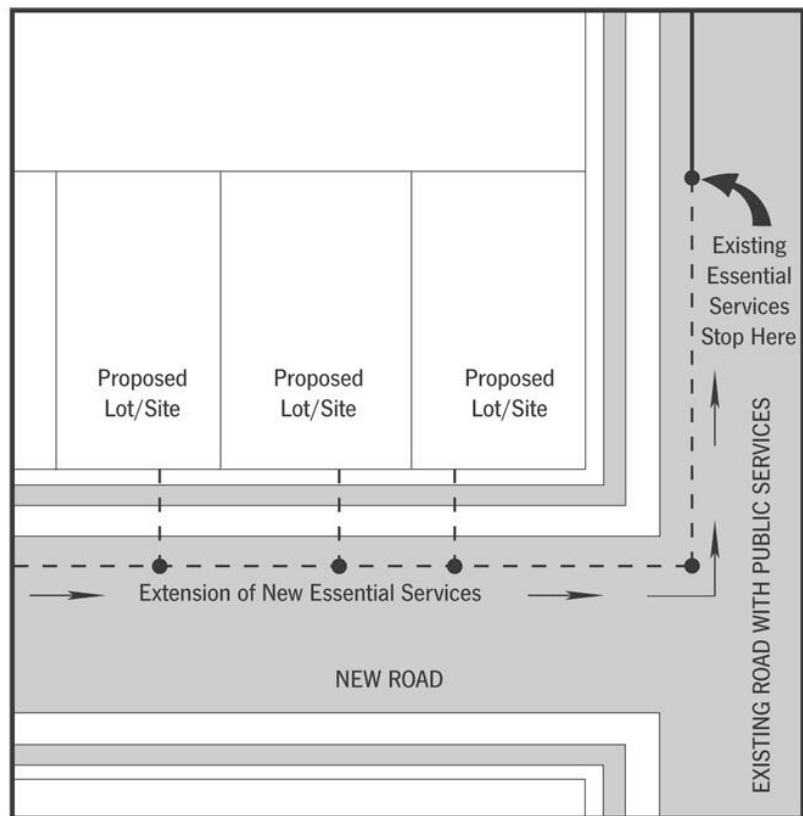 Existing
Essential
Services
Stop Here
Proposed
Lot/Site
Proposed
Lot/Site
Proposed
Lot/Site
Extension of New Essential Services
NEW ROAD
EXISTING ROAD WITH PUBLIC SERVICES